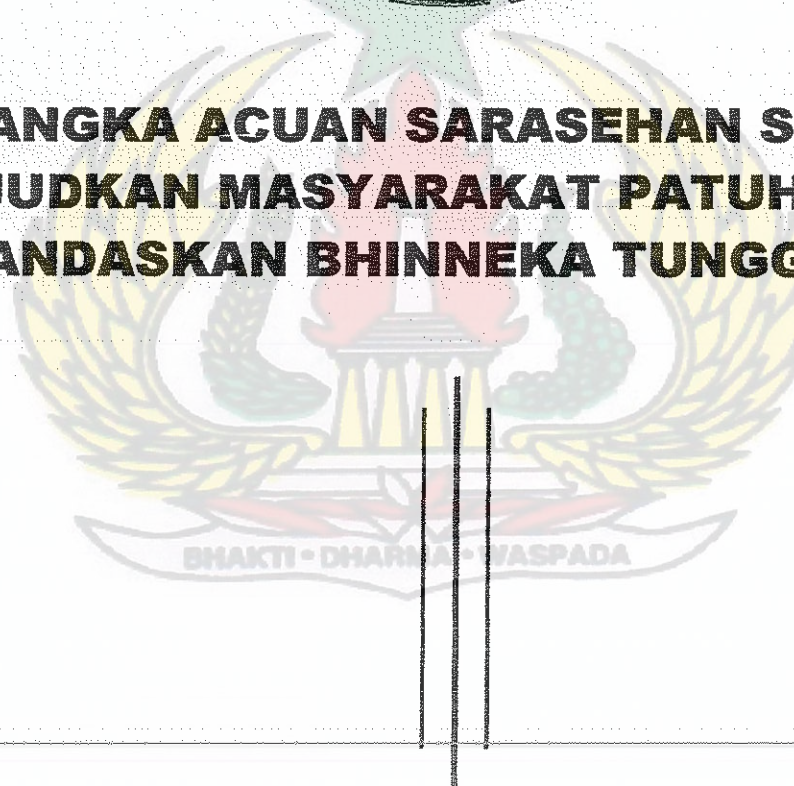 ANGKA ACUAN SARASEHAN S
UDKAN MASYARAKAT PATUH
ANDASKAN BHINNEKA TUNGG
BHAKTI • DHARMA • WASPADA